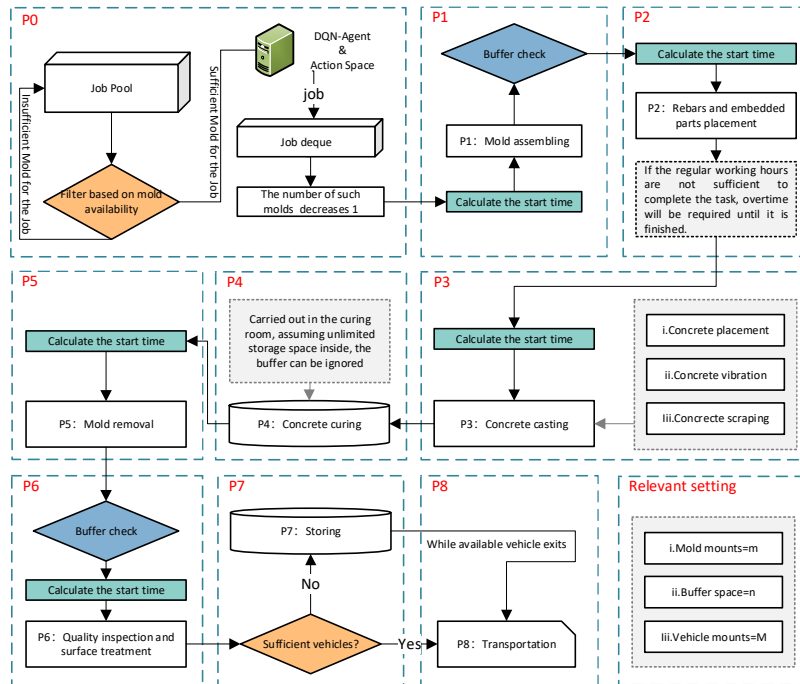 P0
DQN-Agent
&
Action Space
Job Pool
Insufficient Mold for the Job
Sufficient Mold for the Job
job
Job deque
Filter based on mold
availability
The number of such
molds decreases 1
P1
Buffer check
P1：Mold assembling
Calculate the start time
P2
Calculate the start time
P2：Rebars and embedded
parts placement
If the regular working hours
are not sufficient to
complete the task, overtime
will be required until it is
finished.
P5
Calculate the start time
P5：Mold removal
P4
Carried out in the curing
room, assuming unlimited
storage space inside, the
buffer can be ignored
P4：Concrete curing
P3
Calculate the start time
P3：Concrete casting
i.Concrete placement
ii.Concrete vibration
Iii.Concrecte scraping
P6
Buffer check
Calculate the start time
P6：Quality inspection and
surface treatment
P7
P7：Storing
No
Sufficient vehicles?
Yes
P8
While available vehicle exits
P8：Transportation
Relevant setting
i.Mold mounts=m
ii.Buffer space=n
Iii.Vehicle mounts=M